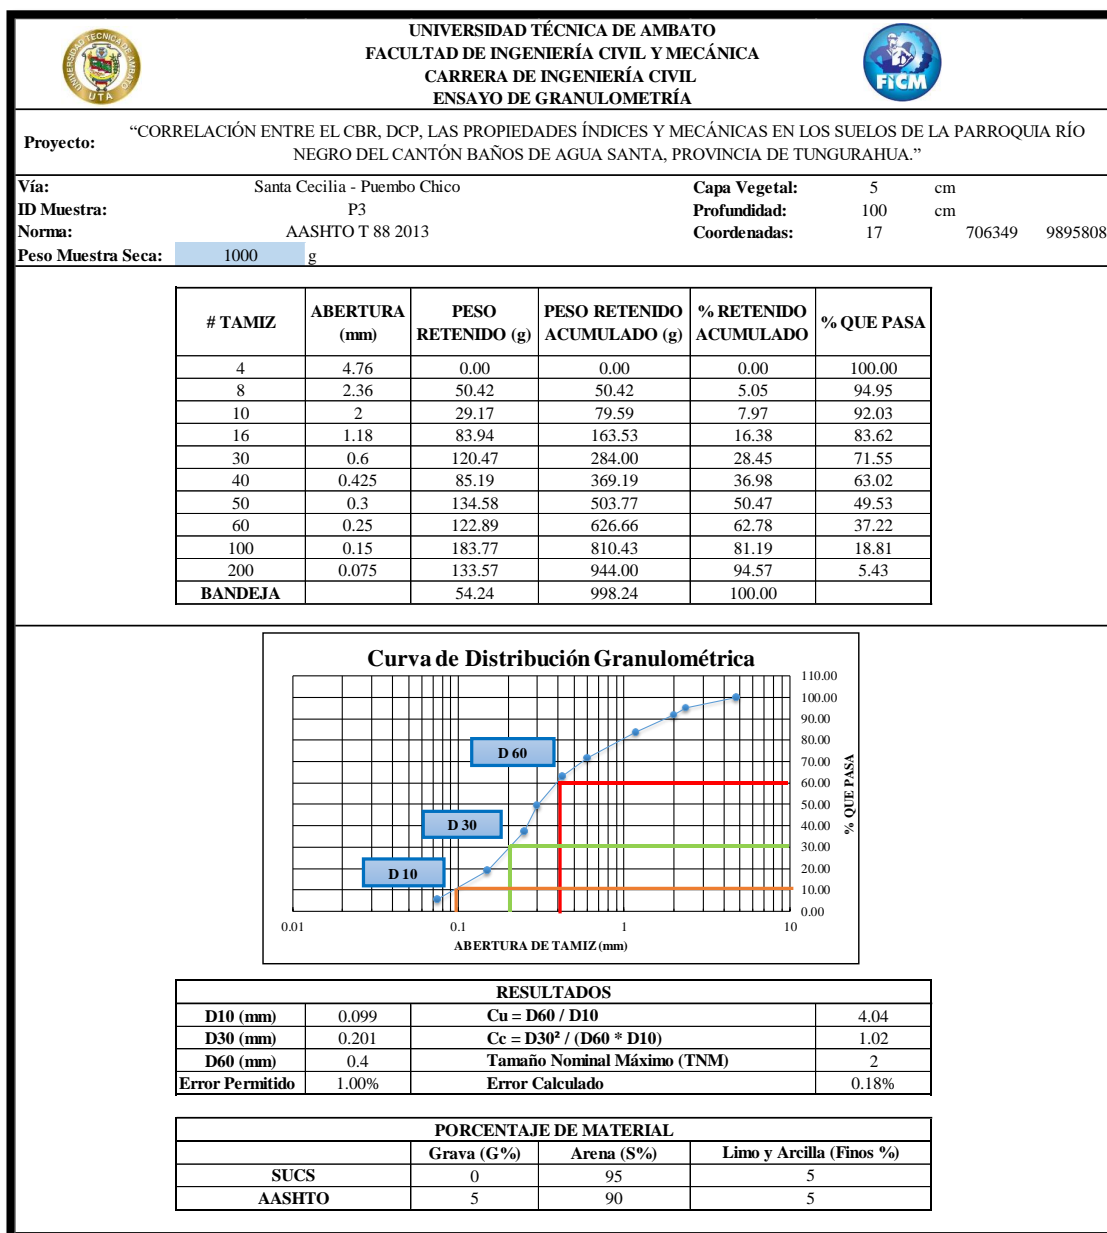 UNIVERSIDAD TÉCNICA DE AMBATO
FACULTAD DE INGENIERÍA CIVIL Y MECÁNICA
CARRERA DE INGENIERÍA CIVIL
ENSAYO DE GRANULOMETRÍA
UNIVERSIDAD TECNICA DE AMBATO
UTA
FICM
Proyecto: “CORRELACIÓN ENTRE EL CBR, DCP, LAS PROPIEDADES ÍNDICES Y MECÁNICAS EN LOS SUELOS DE LA PARROQUIA RÍO
NEGRO DEL CANTÓN BAÑOS DE AGUA SANTA, PROVINCIA DE TUNGURAHUA.”
Vía: Santa Cecilia - Puembo Chico Capa Vegetal: 5 cm
ID Muestra: P3 Profundidad: 100 cm
Norma: AASHTO T 88 2013 Coordenadas: 17 706349 9895808
Peso Muestra Seca: 1000 g
# TAMIZ ABERTURA (mm) PESO RETENIDO (g) PESO RETENIDO ACUMULADO (g) % RETENIDO ACUMULADO % QUE PASA
4 4.76 0.00 0.00 0.00 100.00
8 2.36 50.42 50.42 5.05 94.95
10 2 29.17 79.59 7.97 92.03
16 1.18 83.94 163.53 16.38 83.62
30 0.6 120.47 284.00 28.45 71.55
40 0.425 85.19 369.19 36.98 63.02
50 0.3 134.58 503.77 50.47 49.53
60 0.25 122.89 626.66 62.78 37.22
100 0.15 183.77 810.43 81.19 18.81
200 0.075 133.57 944.00 94.57 5.43
BANDEJA 54.24 998.24 100.00
Curva de Distribución Granulométrica
110.00
100.00
90.00
80.00
70.00
60.00
50.00
40.00
30.00
20.00
10.00
0.00
% QUE PASA
D 60
D 30
D 10
0.01 0.1 1 10
ABERTURA DE TAMIZ (mm)
RESULTADOS
D10 (mm) 0.099 Cu = D60 / D10 4.04
D30 (mm) 0.201 Cc = D30² / (D60 * D10) 1.02
D60 (mm) 0.4 Tamaño Nominal Máximo (TNM) 2
Error Permitido 1.00% Error Calculado 0.18%
PORCENTAJE DE MATERIAL
Grava (G%) Arena (S%) Limo y Arcilla (Finos %)
SUCS 0 95 5
AASHTO 5 90 5